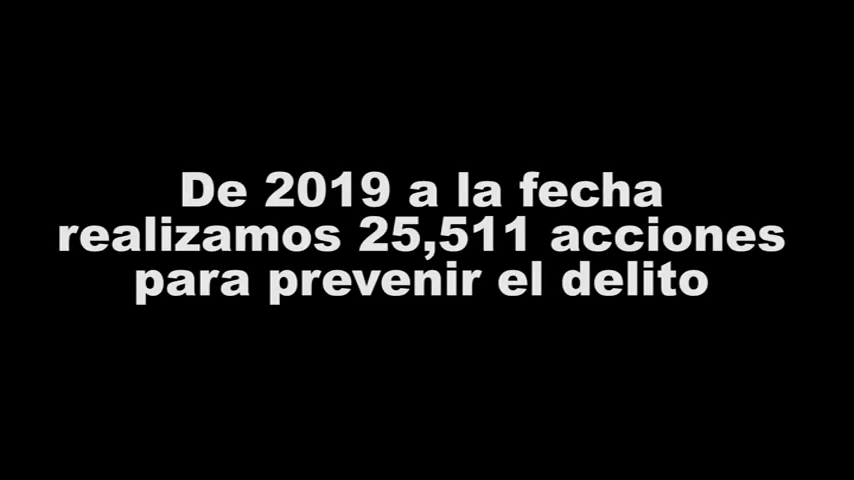 De 2019 a la fecha
realizamos 25,511 acciones
para prevenir el delito